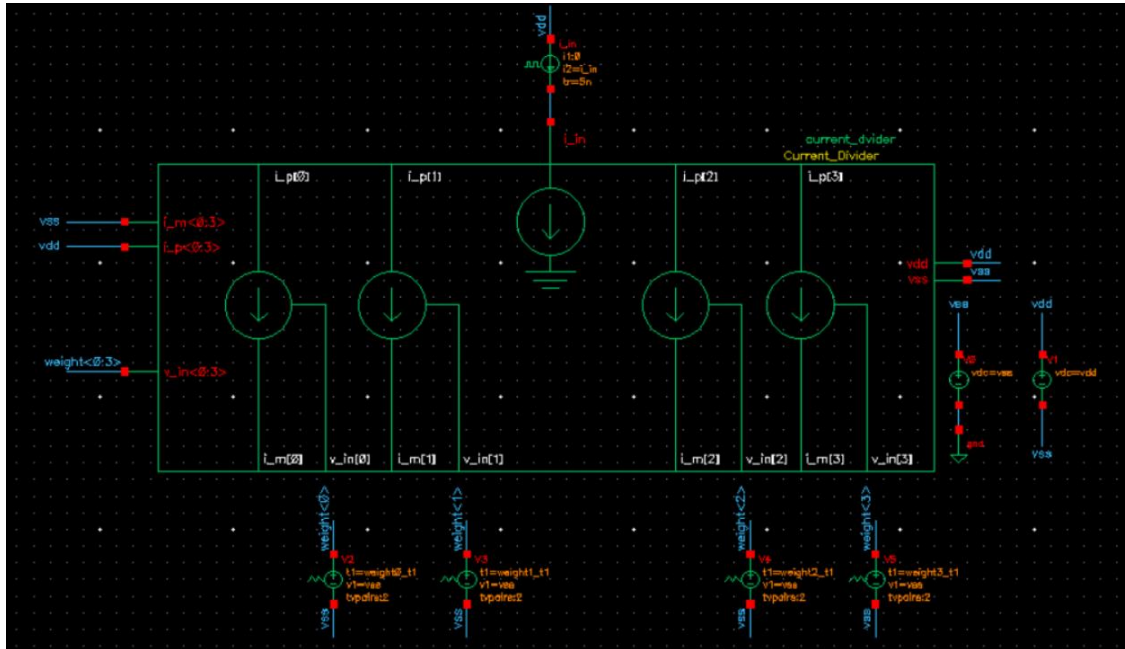 vdd
i_in
i1:0
i2=i_in
tr=5n
i_in
current_dvider
Current_Divider
i_p[0]
i_p[1]
i_p[2]
i_p[3]
vss
i_m<0:3>
vdd
i_p<0:3>
vdd
vdd
vss
vss
vss
vdd
weight<0:3>
v_in<0:3>
V0
vdc=vss
V1
vdc=vdd
gnd
vss
i_m[0]
v_in[0]
i_m[1]
v_in[1]
i_m[2]
v_in[2]
i_m[3]
v_in[3]
weight<0>
weight<1>
weight<2>
weight<3>
V2
t1=weight0_t1
v1=vss
tvpairs:2
V3
t1=weight1_t1
v1=vss
tvpairs:2
t1=weight2_t1
v1=vss
tvpairs:2
t1=weight3_t1
v1=vss
tvpairs:2
vss
vss
vss
vss